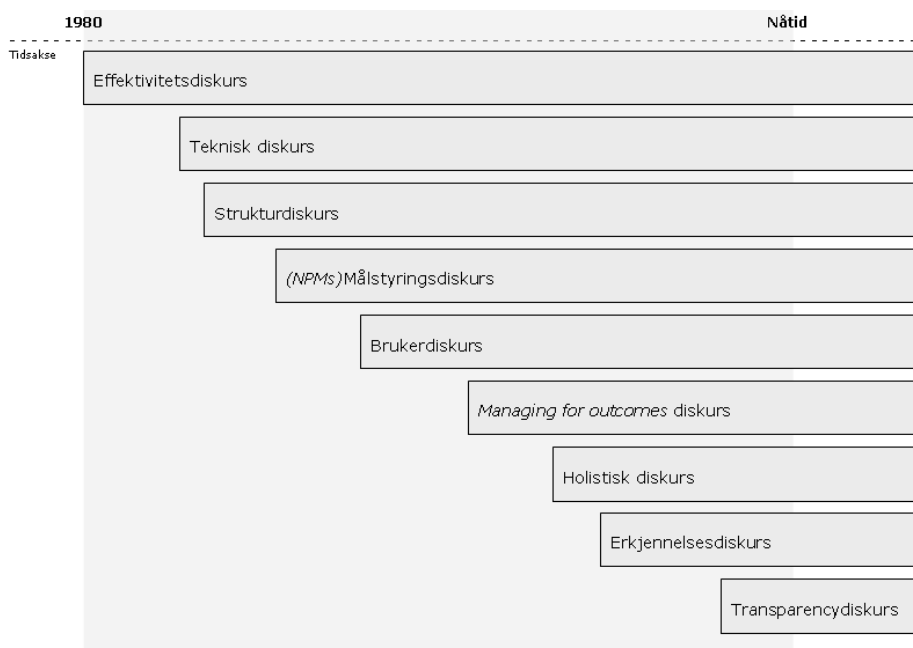 1980 Nåtid
Tidsakse
Effektivitetsdiskurs
Teknisk diskurs
Strukturdiskurs
(NPMs)Målstyringsdiskurs
Brukerdiskurs
Managing for outcomes diskurs
Holistisk diskurs
Erkjennelsesdiskurs
Transparencydiskurs